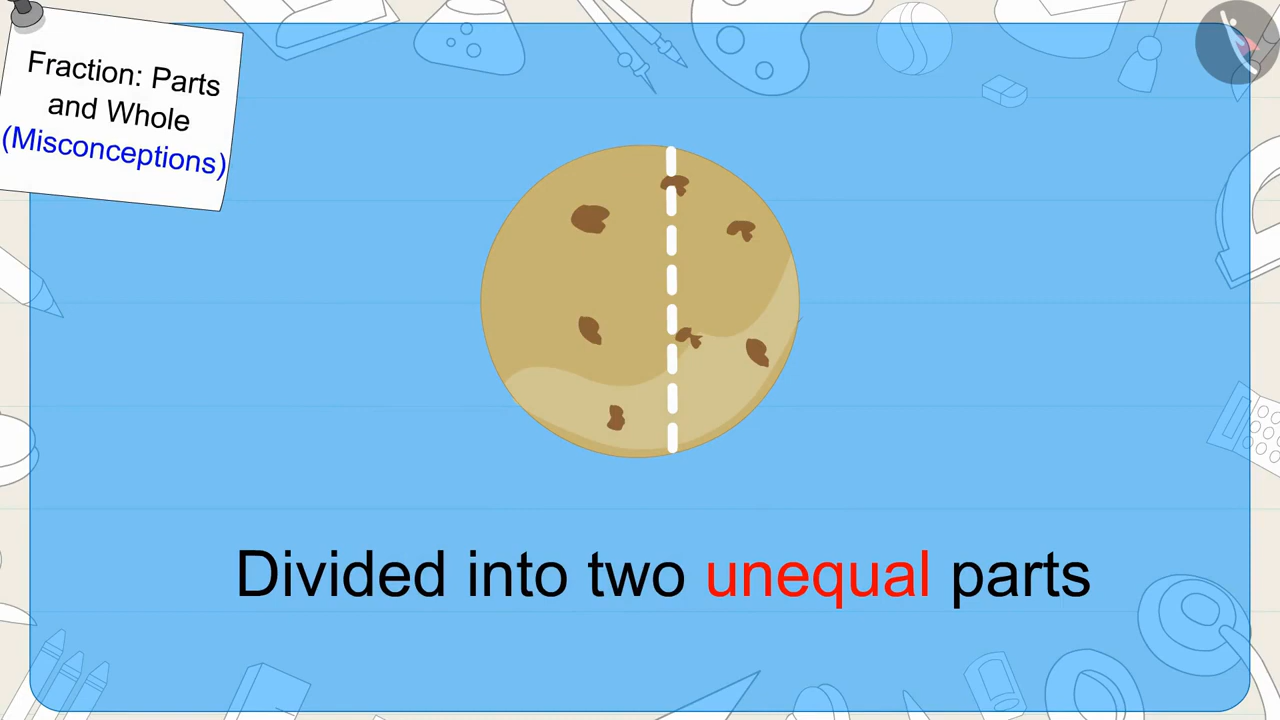 Fraction: Parts
and Whole
(Misconceptions)
Divided into two unequal parts